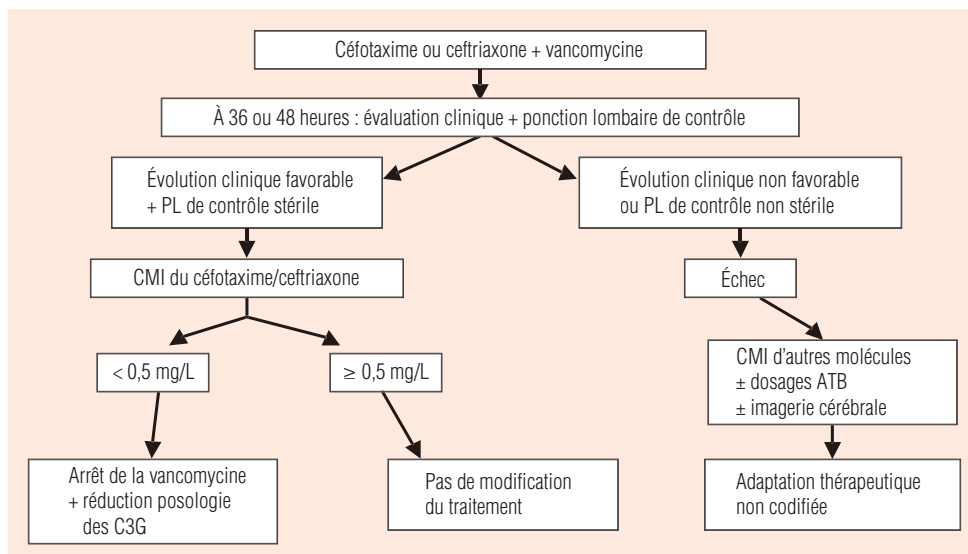 Céfotaxime ou ceftriaxone + vancomycine
À 36 ou 48 heures : évaluation clinique + ponction lombaire de contrôle
Évolution clinique favorable
+ PL de contrôle stérile
Évolution clinique non favorable
ou PL de contrôle non stérile
CMI du céfotaxime/ceftriaxone
Échec
< 0,5 mg/L
≥ 0,5 mg/L
CMI d'autres molécules
± dosages ATB
± imagerie cérébrale
Arrêt de la vancomycine
+ réduction posologie
des C3G
Pas de modification
du traitement
Adaptation thérapeutique
non codifiée